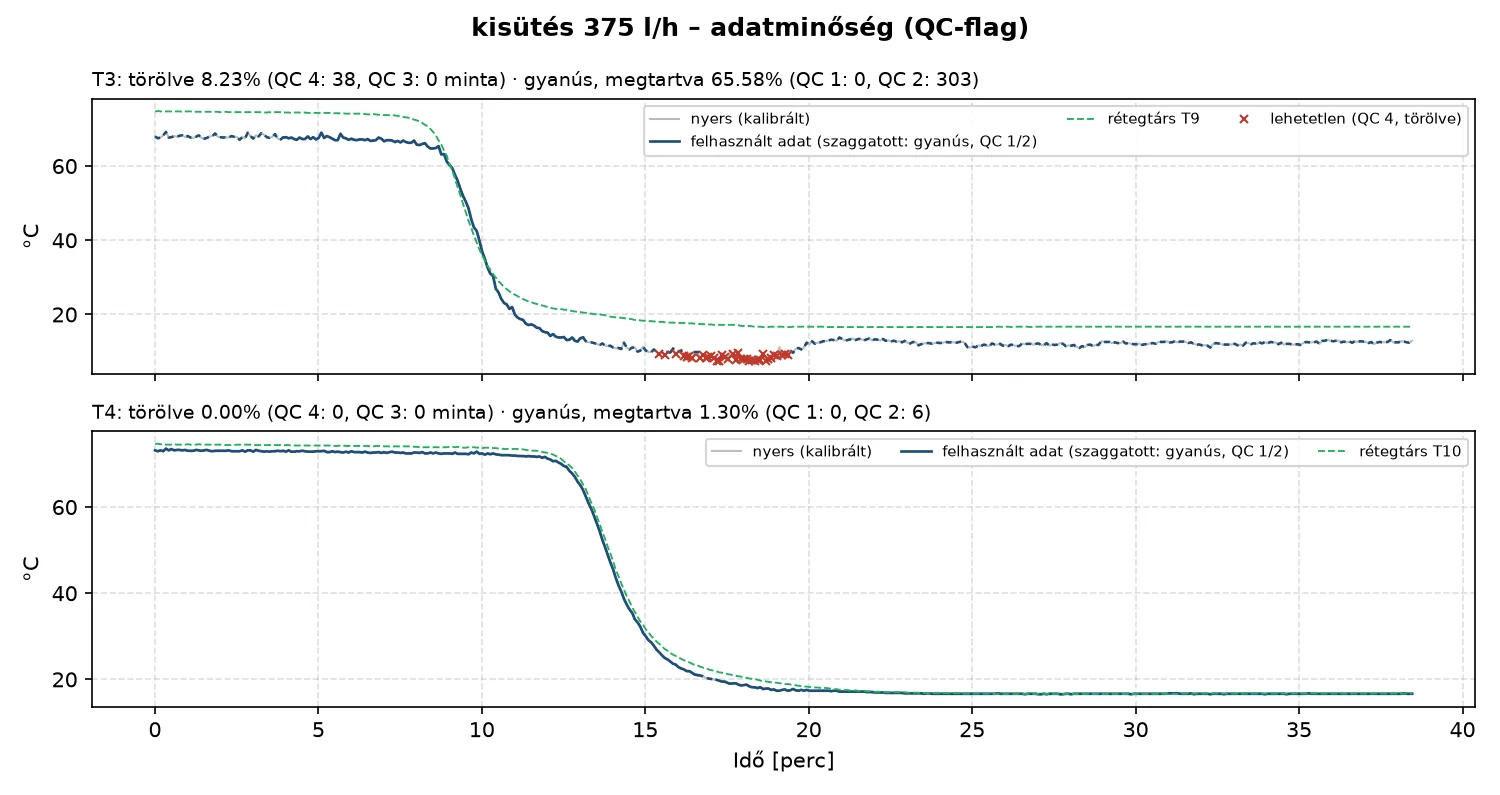 kisütés 375 l/h – adatminőség (QC-flag)
T3: törölve 8.23% (QC 4: 38, QC 3: 0 minta) · gyanús, megtartva 65.58% (QC 1: 0, QC 2: 303)
nyers (kalibrált)
felhasznált adat (szaggatott: gyanús, QC 1/2)
rétegtárs T9
lehetetlen (QC 4, törölve)
°C
60
40
20
T4: törölve 0.00% (QC 4: 0, QC 3: 0 minta) · gyanús, megtartva 1.30% (QC 1: 0, QC 2: 6)
nyers (kalibrált) felhasznált adat (szaggatott: gyanús, QC 1/2) rétegtárs T10
°C
60
40
20
0 5 10 15 20 25 30 35 40
Idő [perc]